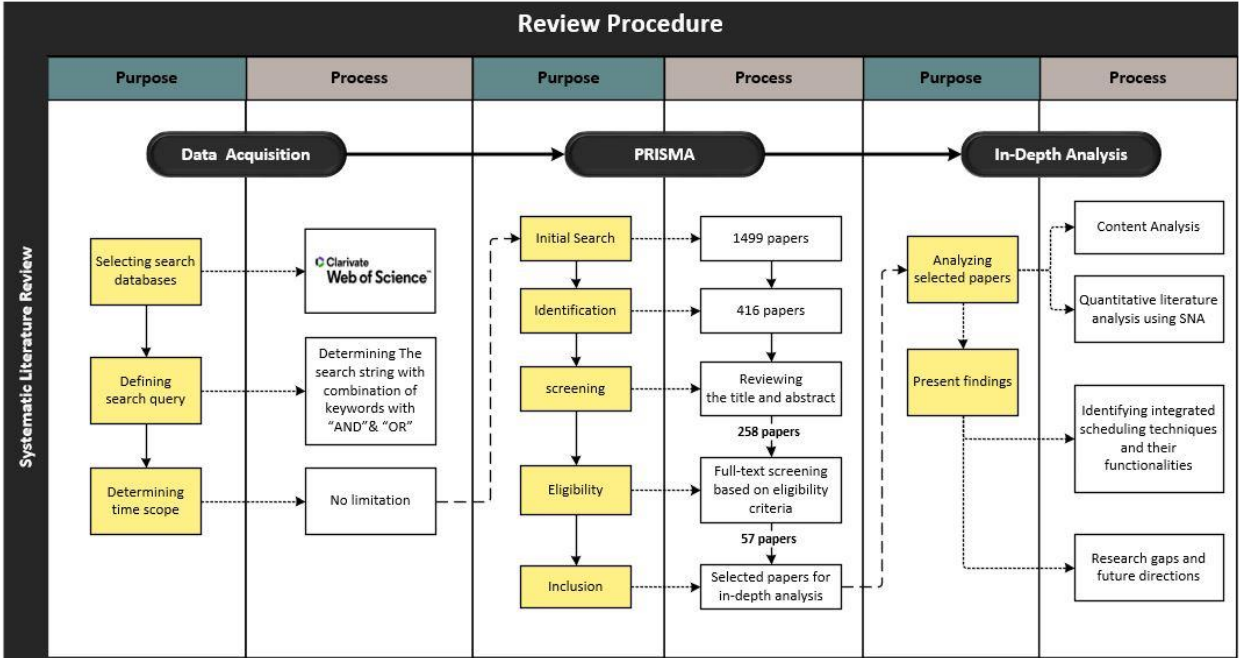 Review Procedure
Systematic Literature Review
Purpose
Process
Purpose
Process
Purpose
Process
Data Acquisition
PRISMA
In-Depth Analysis
Selecting search
databases
Clarivate
Web of Science™
Defining
search query
Determining The
search string with
combination of
keywords with
“AND”& “OR”
Determining
time scope
No limitation
Initial Search
1499 papers
Identification
416 papers
screening
Reviewing
the title and abstract
258 papers
Eligibility
Full-text screening
based on eligibility
criteria
57 papers
Inclusion
Selected papers for
in-depth analysis
Analyzing
selected papers
Content Analysis
Quantitative literature
analysis using SNA
Present findings
Identifying integrated
scheduling techniques
and their
functionalities
Research gaps and
future directions